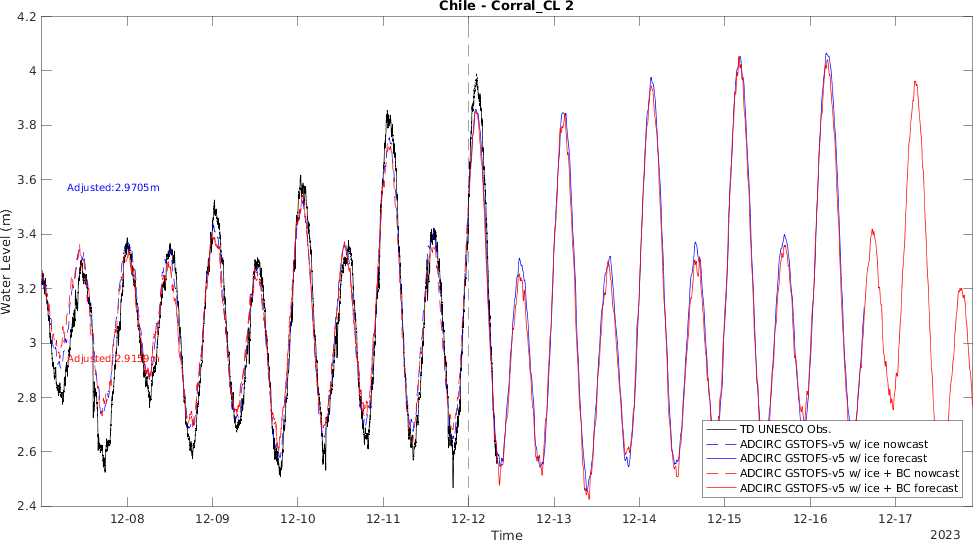 Chile - Corral_CL 2
4.2
4
3.8
3.6
3.4
3.2
3
2.8
2.6
2.4
Water Level (m)
Adjusted:2.9705m
Adjusted:2.9159m
TD UNESCO Obs.
ADCIRC GSTOFS-v5 w/ ice nowcast
ADCIRC GSTOFS-v5 w/ ice forecast
ADCIRC GSTOFS-v5 w/ ice + BC nowcast
ADCIRC GSTOFS-v5 w/ ice + BC forecast
12-08 12-09 12-10 12-11 12-12 12-13 12-14 12-15 12-16 12-17
Time
2023